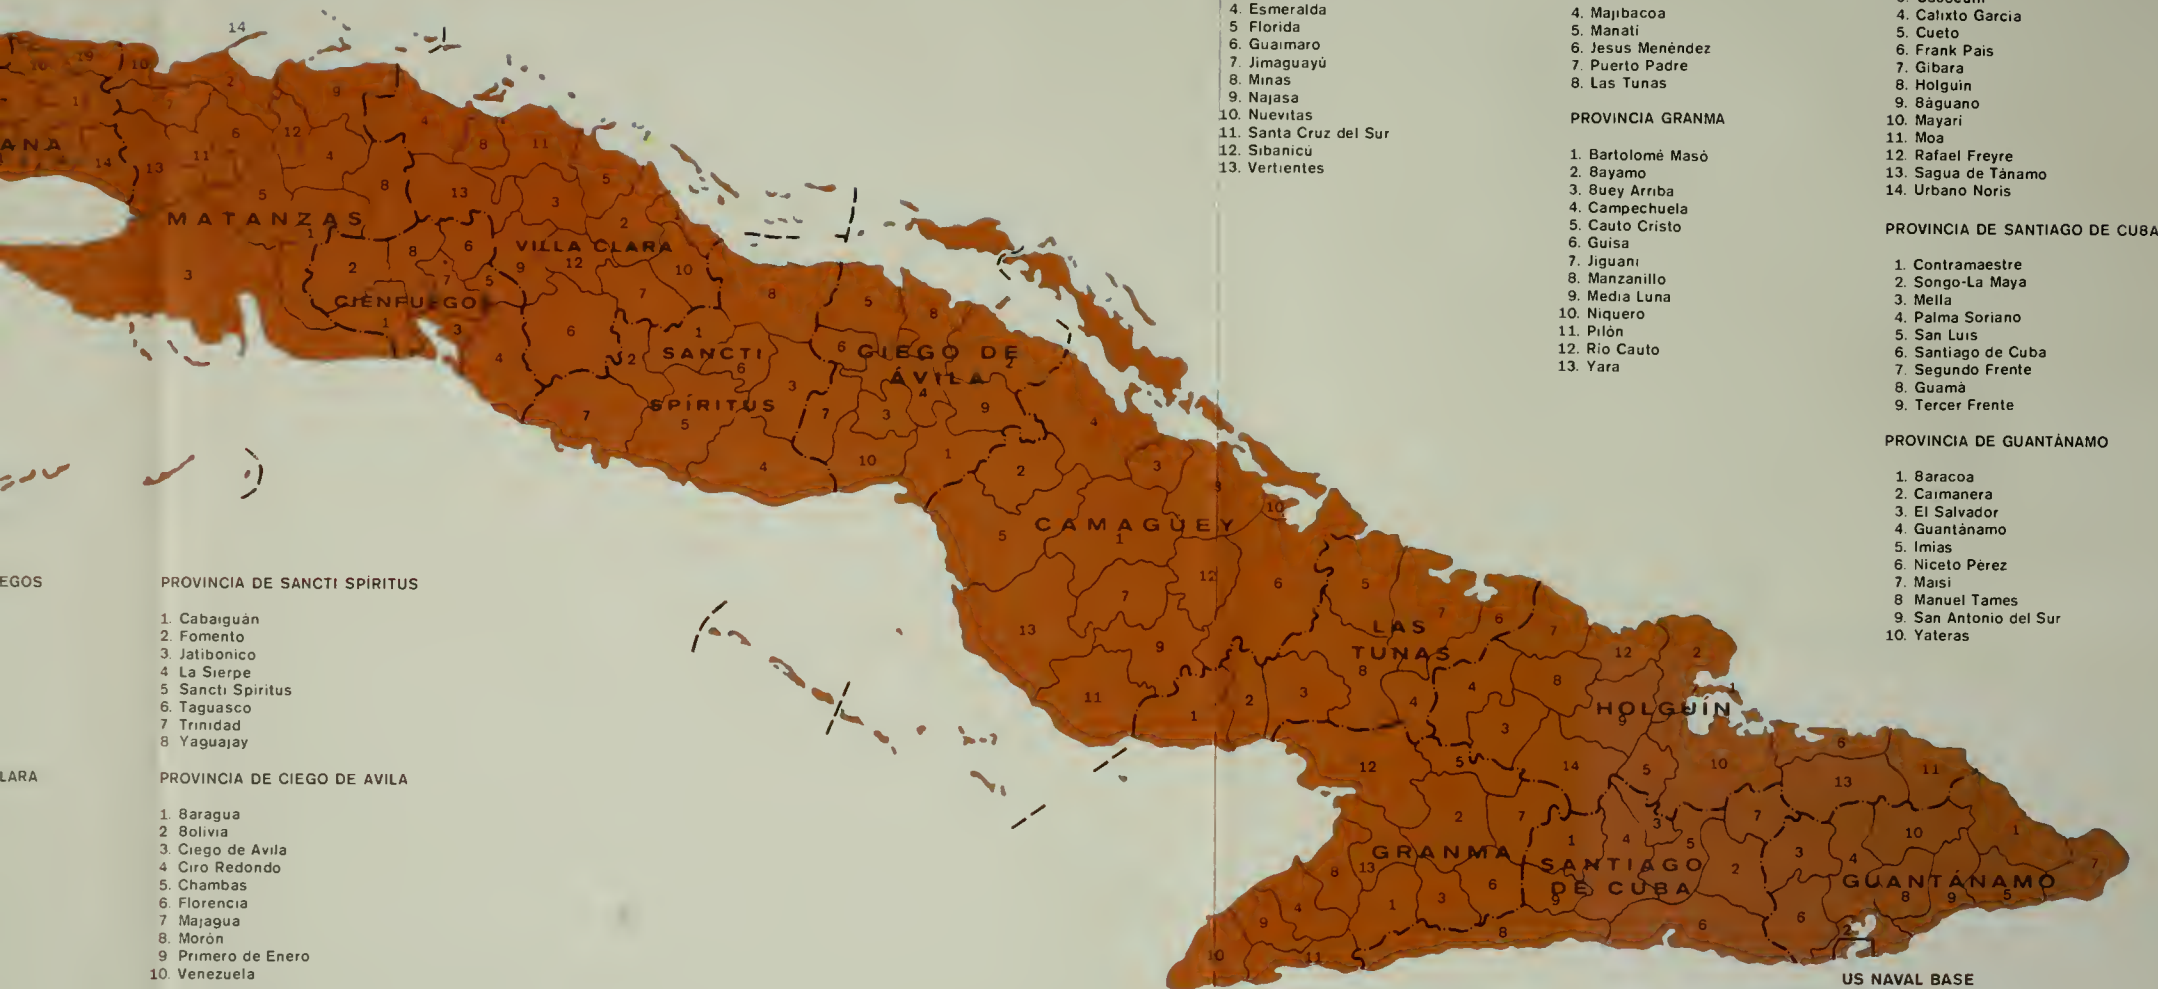 4. Esmeralda
5 Florida
6. Guaimaro
7. Jimaguayú
8. Minas
9. Najasa
10. Nuevitas
11. Santa Cruz del Sur
12. Sibanicú
13. Vertientes
4. Majibacoa
5. Manati
6. Jesus Menéndez
7. Puerto Padre
8. Las Tunas
PROVINCIA GRANMA
1. Bartolomé Masó
2. Bayamo
3. Buey Arriba
4. Campechuela
5. Cauto Cristo
6. Guisa
7. Jiguani
8. Manzanillo
9. Media Luna
10. Niquero
11. Pilón
12. Rio Cauto
13. Yara
4. Calixto Garcia
5. Cueto
6. Frank Pais
7. Gibara
8. Holguin
9. Báguano
10. Mayari
11. Moa
12. Rafael Freyre
13. Sagua de Tánamo
14. Urbano Noris
PROVINCIA DE SANTIAGO DE CUBA
1. Contramaestre
2. Songo-La Maya
3. Mella
4. Palma Soriano
5. San Luis
6. Santiago de Cuba
7. Segundo Frente
8. Guamá
9. Tercer Frente
PROVINCIA DE GUANTÁNAMO
1. Baracoa
2. Caimanera
3. El Salvador
4. Guantánamo
5. Imias
6. Niceto Pérez
7. Maisi
8 Manuel Tames
9. San Antonio del Sur
10. Yateras
ANA
MATANZAS
VILLA CLARA
CIENFUEGO
SANCTI
SPÍRITUS
CIEGO DE
ÁVILA
CAMAGÜEY
LAS
TUNAS
HOLGUÍN
GRANMA
SANTIAGO
DE CUBA
GUANTÁNAMO
US NAVAL BASE
EGOS
PROVINCIA DE SANCTI SPÍRITUS
1. Cabaiguán
2. Fomento
3. Jatibonico
4 La Sierpe
5 Sancti Spiritus
6. Taguasco
7 Trinidad
8 Yaguajay
LARA
PROVINCIA DE CIEGO DE AVILA
1. Baragua
2 Bolivia
3. Ciego de Avila
4 Ciro Redondo
5. Chambas
6. Florencia
7 Majagua
8. Morón
9 Primero de Enero
10. Venezuela